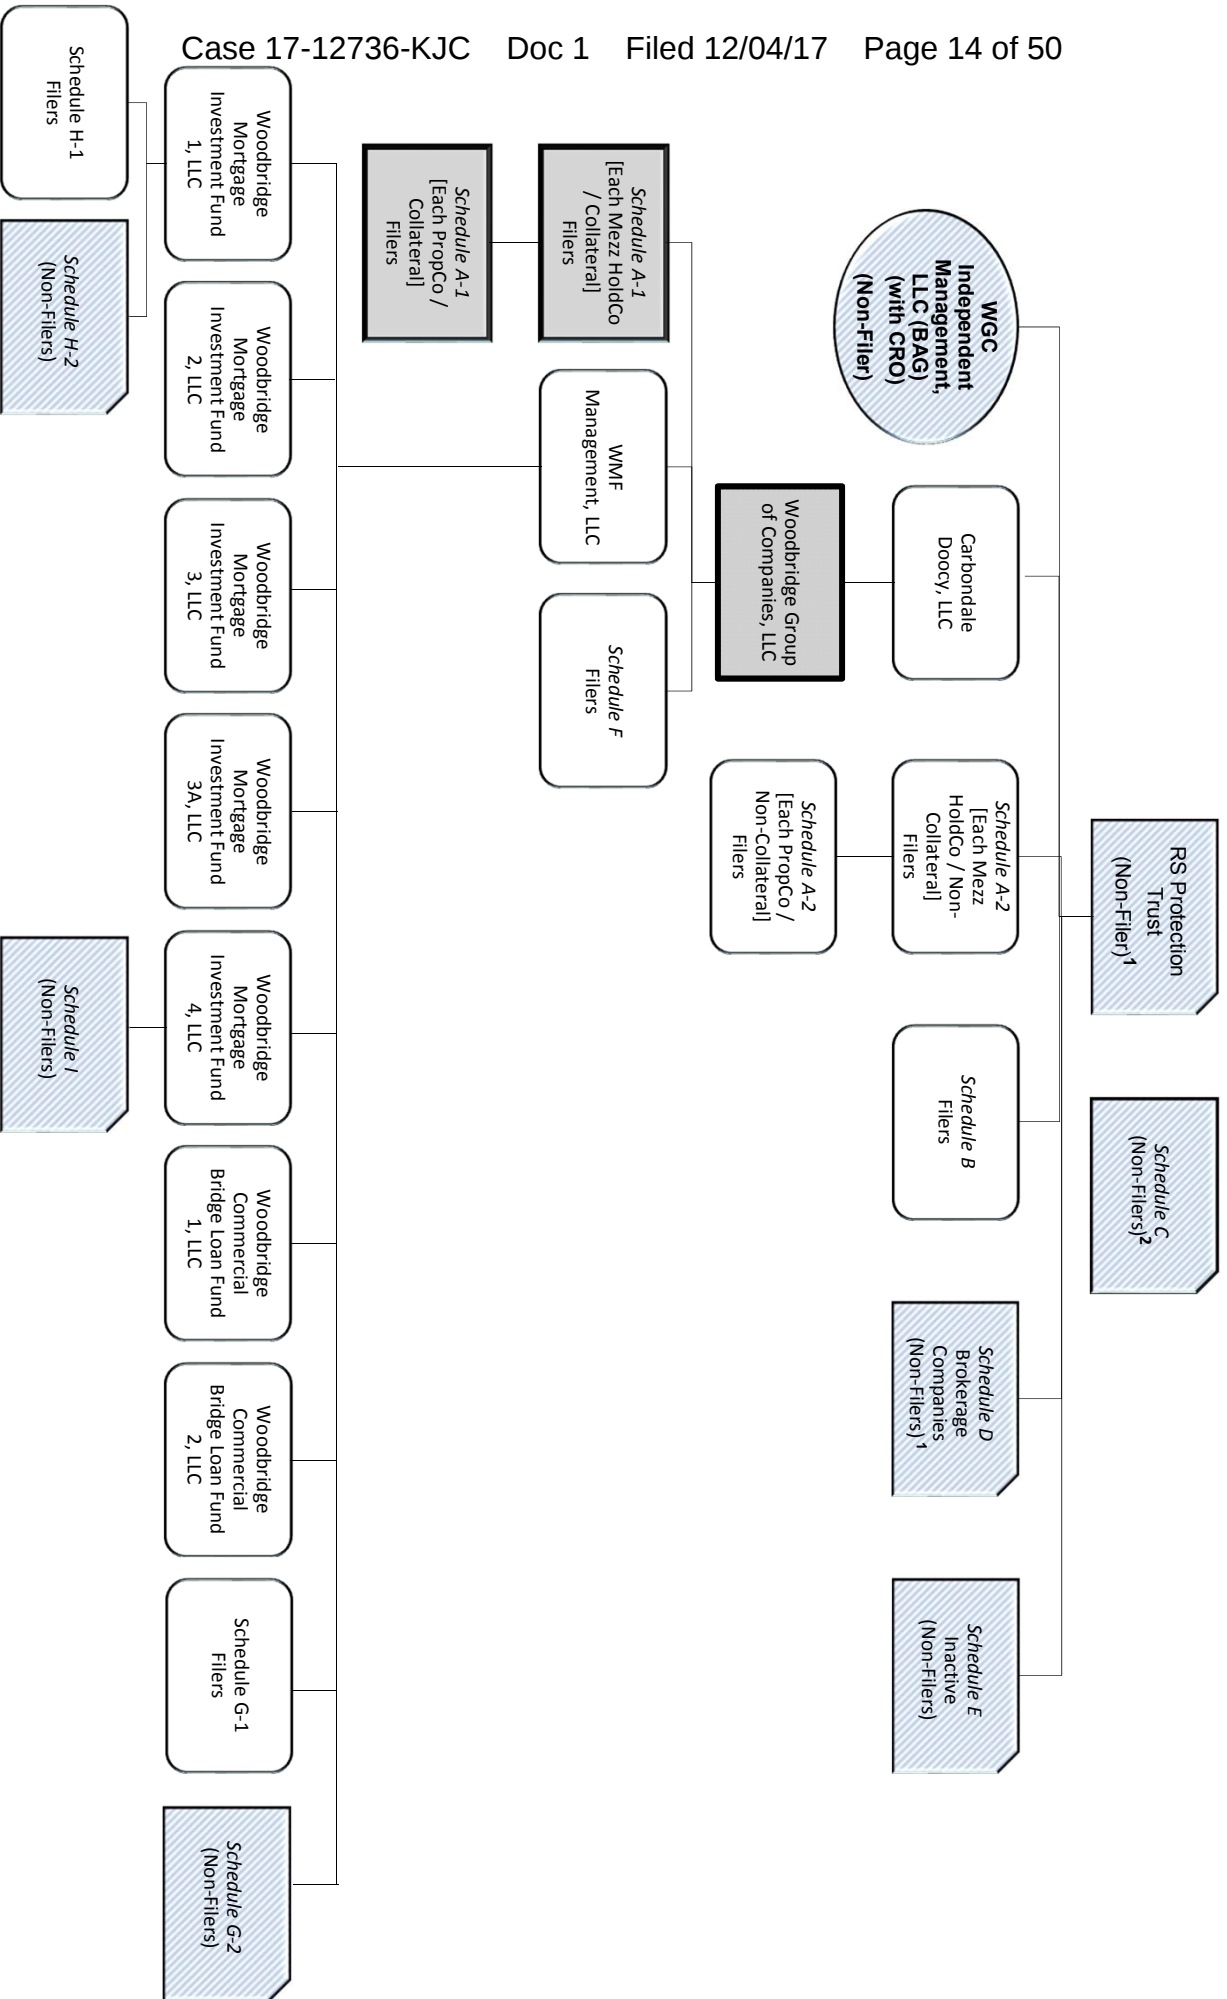 Case 17-12736-KJC Doc 1 Filed 12/04/17 Page 14 of 50
RS Protection
Trust
(Non-Filer)1
Schedule C
(Non-Filers)2
WGC
Independent
Management,
LLC (BAG)
(with CRO)
(Non-Filer)
Carbondale
Doocy, LLC
Schedule A-2
[Each Mezz
HoldCo / Non-
Collateral]
Filers
Schedule B
Filers
Schedule D
Brokerage
Companies
(Non-Filers) 1
Schedule E
Inactive
(Non-Filers)
Woodbridge Group
of Companies, LLC
Schedule A-2
[Each PropCo /
Non-Collateral]
Filers
Schedule A-1
[Each Mezz HoldCo
/ Collateral]
Filers
WMF
Management, LLC
Schedule F
Filers
Schedule A-1
[Each PropCo /
Collateral]
Filers
Woodbridge
Mortgage
Investment Fund
1, LLC
Woodbridge
Mortgage
Investment Fund
2, LLC
Woodbridge
Mortgage
Investment Fund
3, LLC
Woodbridge
Mortgage
Investment Fund
3A, LLC
Woodbridge
Mortgage
Investment Fund
4, LLC
Woodbridge
Commercial
Bridge Loan Fund
1, LLC
Woodbridge
Commercial
Bridge Loan Fund
2, LLC
Schedule G-1
Filers
Schedule G-2
(Non-Filers)
Schedule H-1
Filers
Schedule H-2
(Non-Filers)
Schedule I
(Non-Filers)